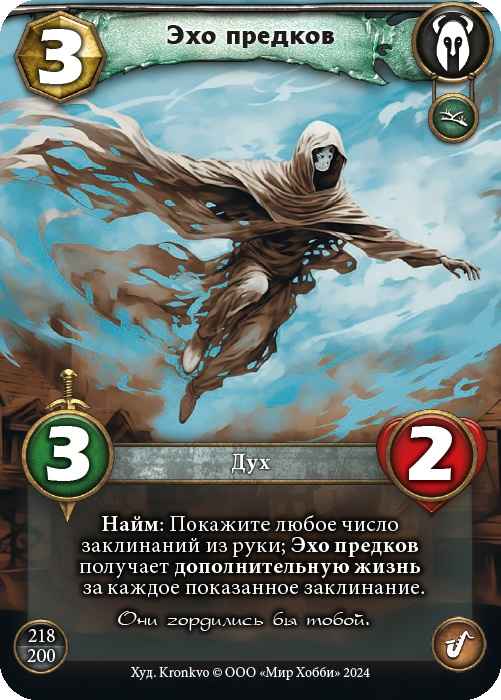 3
Эхо предков
3
Дух
2
Найм: Покажите любое число
заклинаний из руки; Эхо предков
получает дополнительную жизнь
за каждое показанное заклинание.
Они гордились бы тобой.
218
200
Худ. Kronkvo © ООО «Мир Хобби» 2024